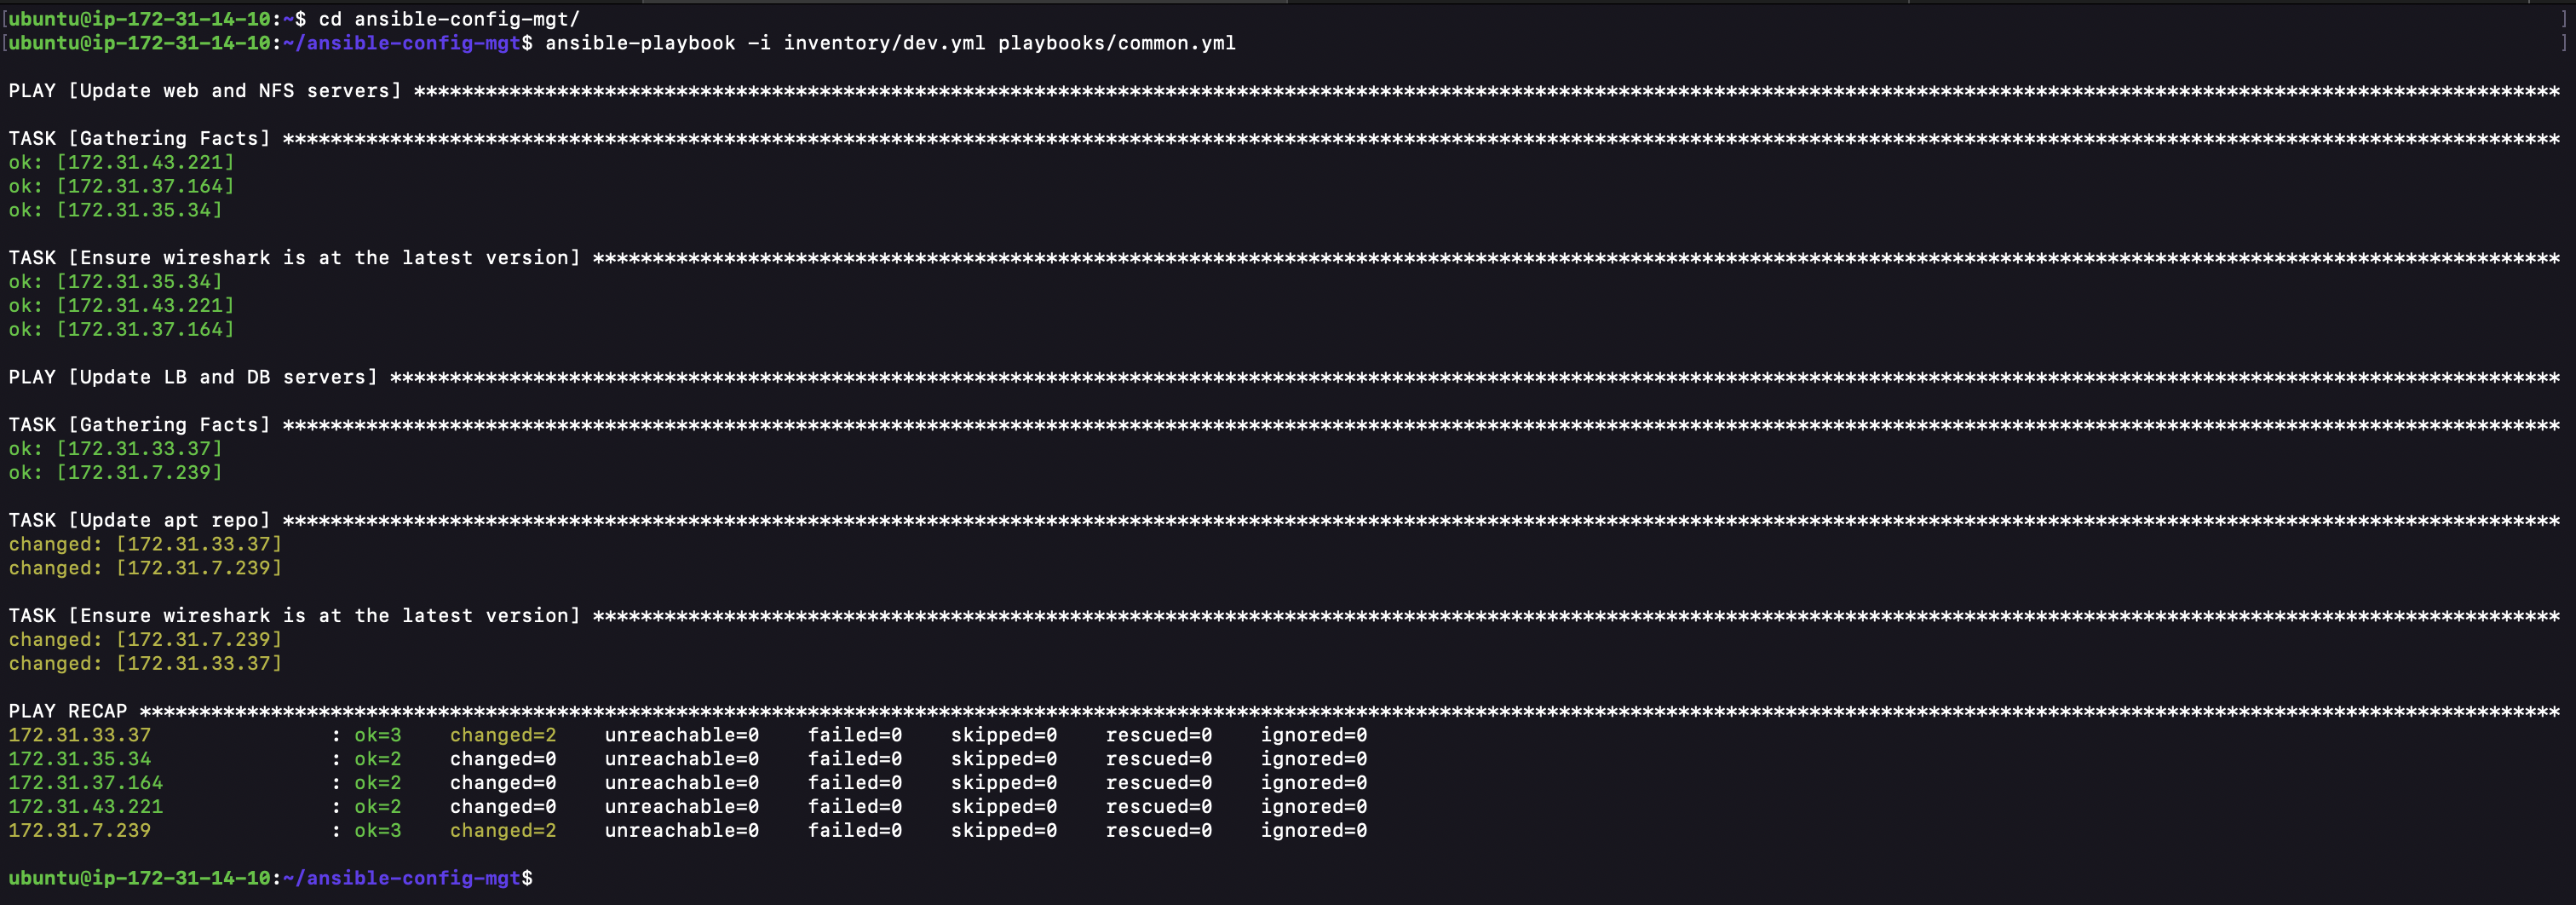 [ubuntu@ip-172-31-14-10:~$ cd ansible-config-mgt/ ]
[ubuntu@ip-172-31-14-10:~/ansible-config-mgt$ ansible-playbook -i inventory/dev.yml playbooks/common.yml ]
PLAY [Update web and NFS servers] ************************************************************************************************************************************************************************************
TASK [Gathering Facts] ***********************************************************************************************************************************************************************************************
ok: [172.31.43.221]
ok: [172.31.37.164]
ok: [172.31.35.34]
TASK [Ensure wireshark is at the latest version] *********************************************************************************************************************************************************************
ok: [172.31.35.34]
ok: [172.31.43.221]
ok: [172.31.37.164]
PLAY [Update LB and DB servers] **************************************************************************************************************************************************************************************
TASK [Gathering Facts] ***********************************************************************************************************************************************************************************************
ok: [172.31.33.37]
ok: [172.31.7.239]
TASK [Update apt repo] ***********************************************************************************************************************************************************************************************
changed: [172.31.33.37]
changed: [172.31.7.239]
TASK [Ensure wireshark is at the latest version] *********************************************************************************************************************************************************************
changed: [172.31.7.239]
changed: [172.31.33.37]
PLAY RECAP ***********************************************************************************************************************************************************************************************************
172.31.33.37               : ok=3    changed=2    unreachable=0    failed=0    skipped=0    rescued=0    ignored=0
172.31.35.34               : ok=2    changed=0    unreachable=0    failed=0    skipped=0    rescued=0    ignored=0
172.31.37.164              : ok=2    changed=0    unreachable=0    failed=0    skipped=0    rescued=0    ignored=0
172.31.43.221              : ok=2    changed=0    unreachable=0    failed=0    skipped=0    rescued=0    ignored=0
172.31.7.239               : ok=3    changed=2    unreachable=0    failed=0    skipped=0    rescued=0    ignored=0
ubuntu@ip-172-31-14-10:~/ansible-config-mgt$